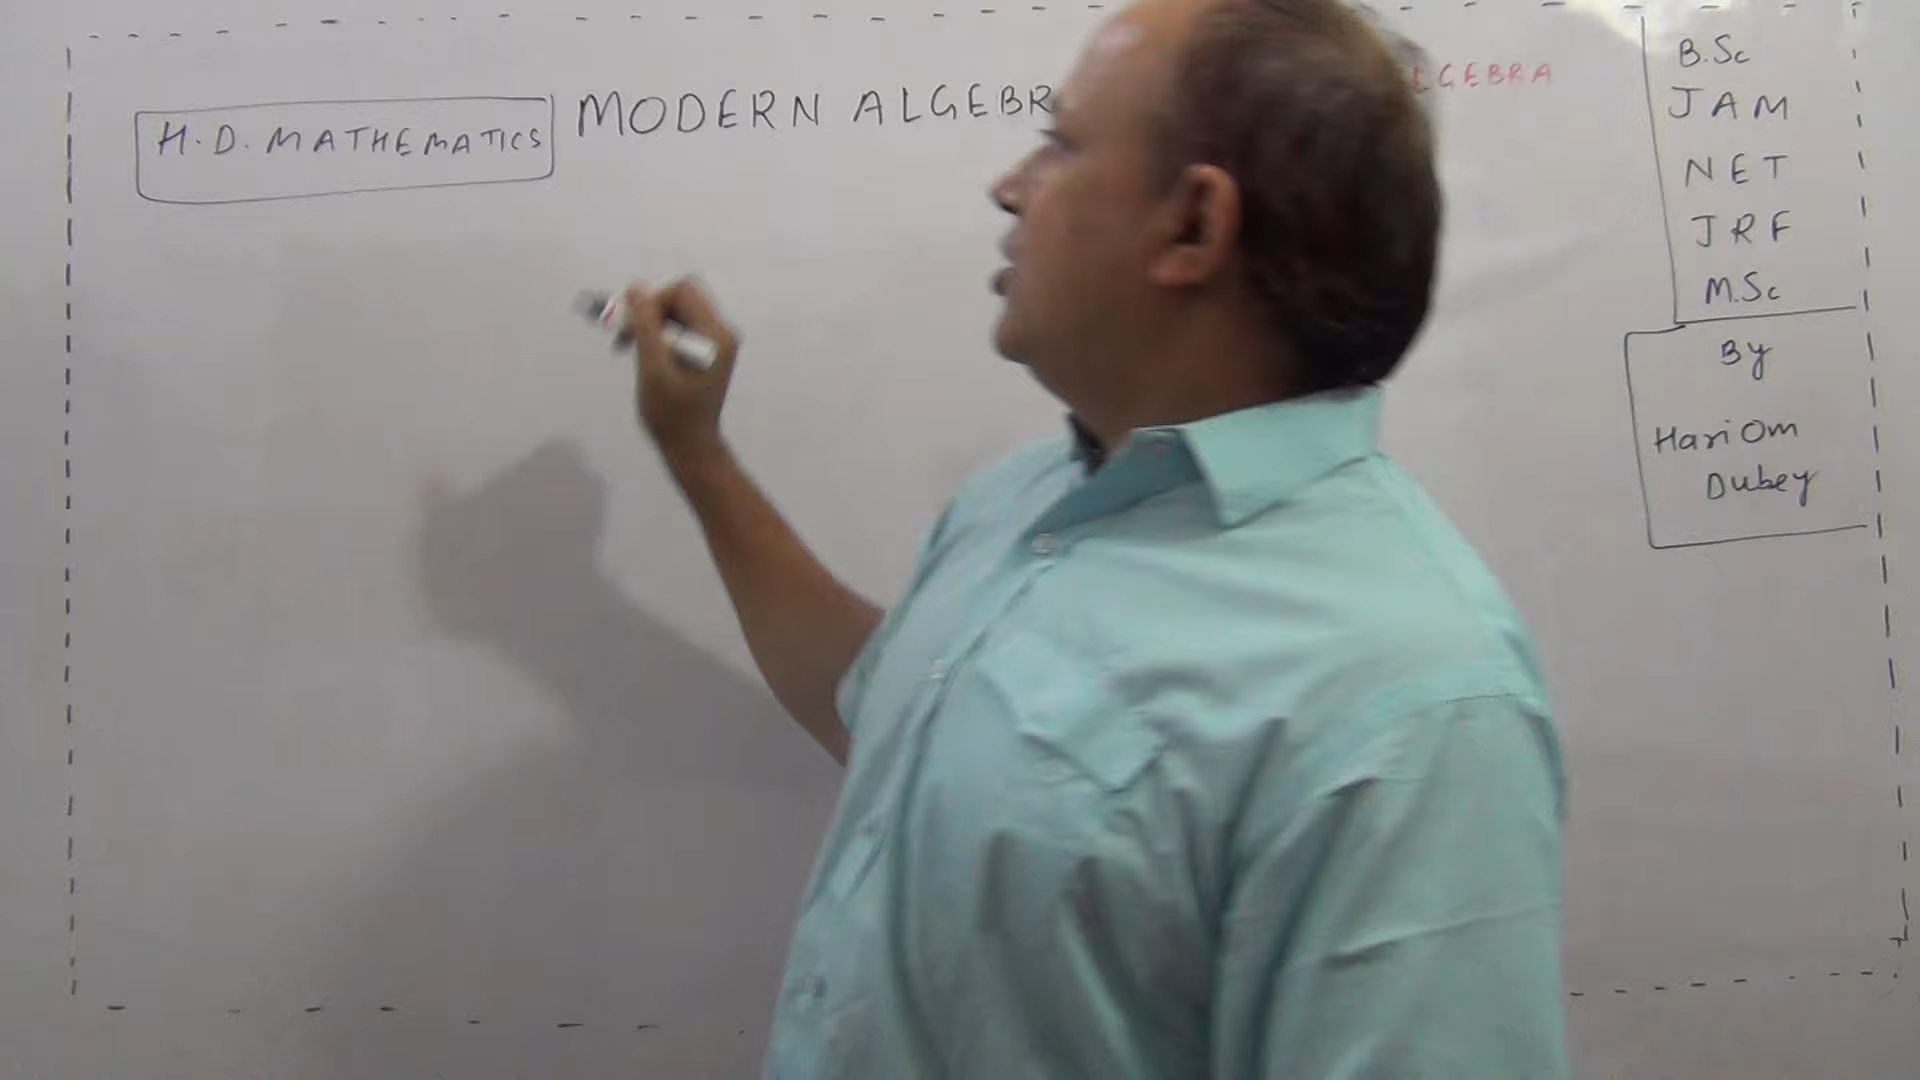 H.D. MATHEMATICS
MODERN ALGEBR
LGEBRA
B.Sc
JAM
NET
JRF
M.Sc
By
HariOm
Dubey